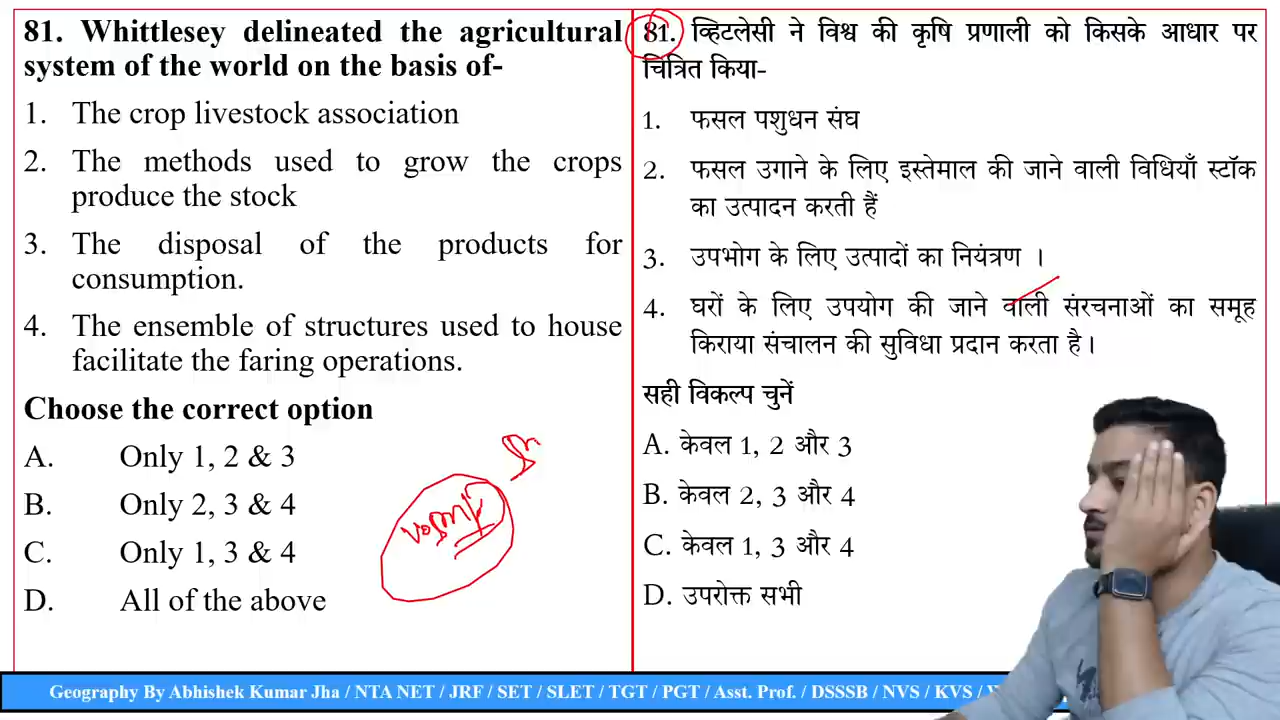 81. Whittlesey delineated the agricultural
system of the world on the basis of-
1. The crop livestock association
2. The methods used to grow the crops
produce the stock
3. The disposal of the products for
consumption.
4. The ensemble of structures used to house
facilitate the faring operations.
Choose the correct option
A. Only 1, 2 & 3
B. Only 2, 3 & 4
C. Only 1, 3 & 4
D. All of the above
81. व्हिटलेसी ने विश्व की कृषि प्रणाली को किसके आधार पर
चित्रित किया-
1. फसल पशुधन संघ
2. फसल उगाने के लिए इस्तेमाल की जाने वाली विधियाँ स्टॉक
का उत्पादन करती हैं
3. उपभोग के लिए उत्पादों का नियंत्रण ।
4. घरों के लिए उपयोग की जाने वाली संरचनाओं का समूह
किराया संचालन की सुविधा प्रदान करता है।
सही विकल्प चुनें
A. केवल 1, 2 और 3
B. केवल 2, 3 और 4
C. केवल 1, 3 और 4
D. उपरोक्त सभी
Geography By Abhishek Kumar Jha / NTA NET / JRF / SET / SLET / TGT / PGT / Asst. Prof. / DSSSB / NVS / KVS /